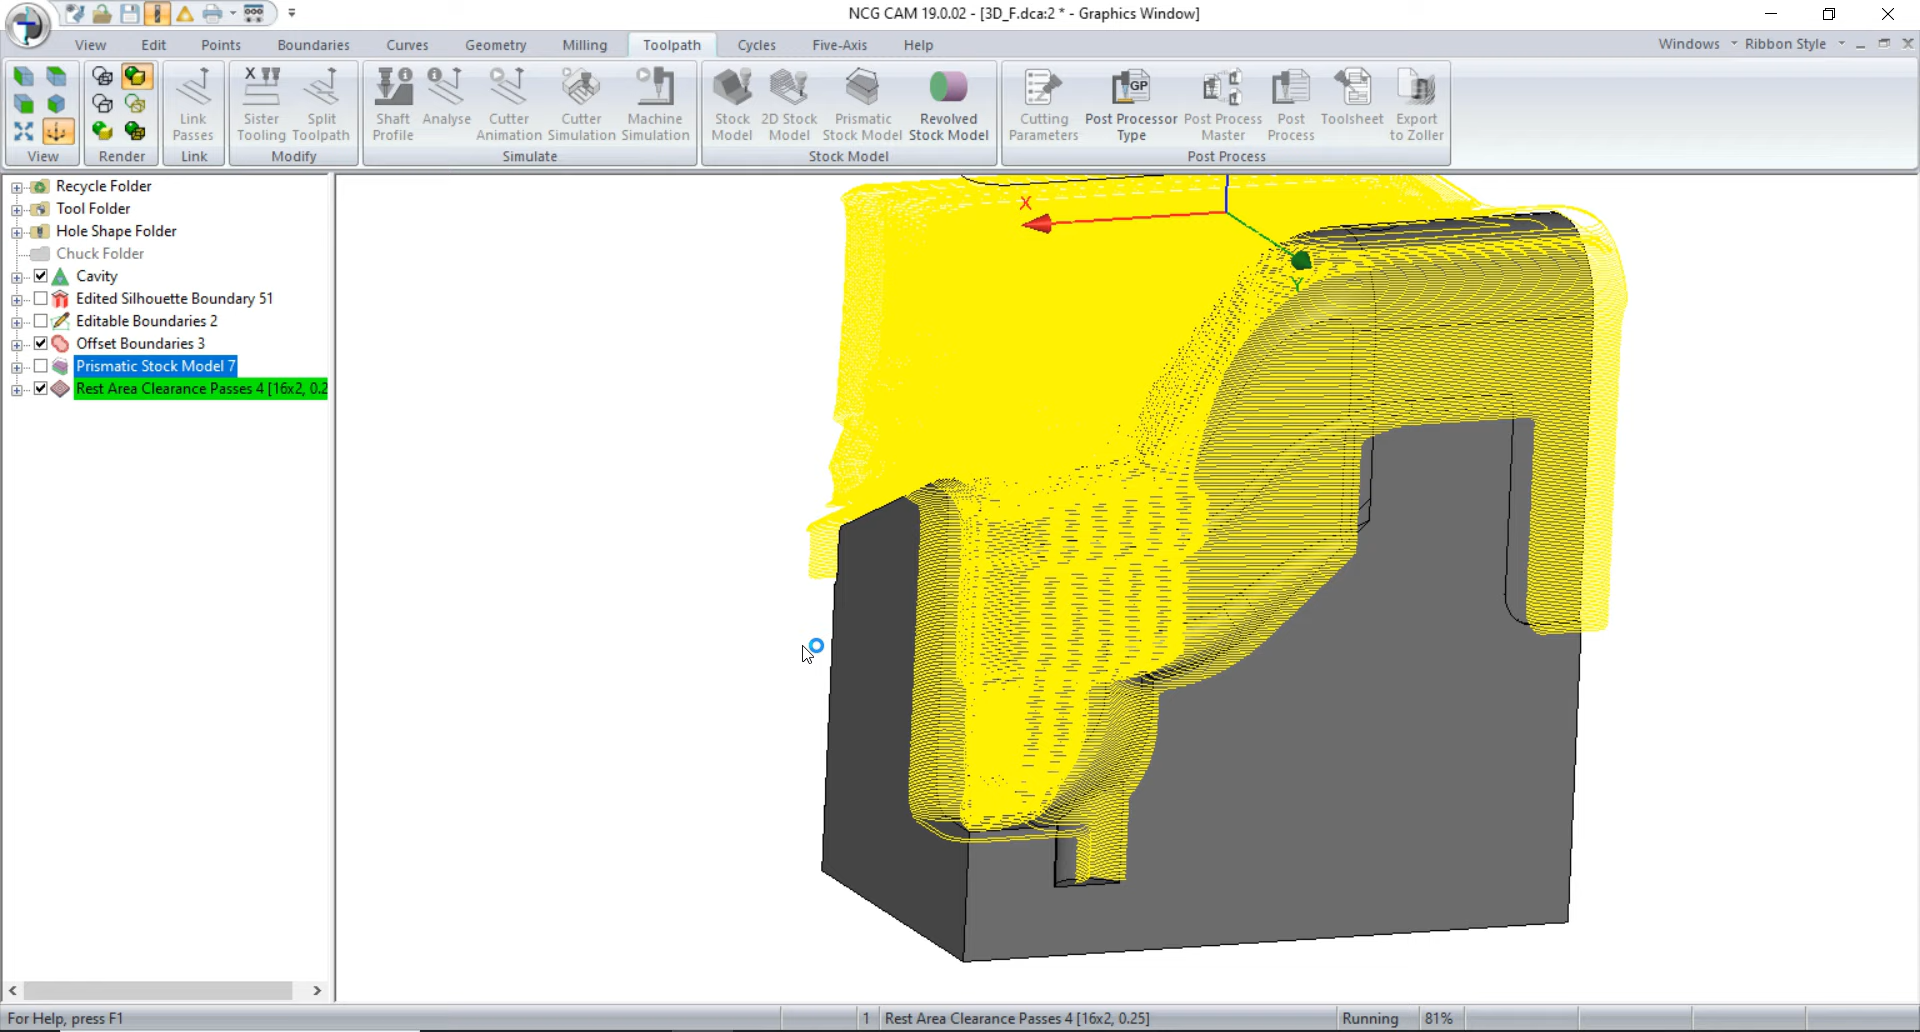 NCG CAM 19.0.02 - [3D_F.dca:2 * - Graphics Window]
View Edit Points Boundaries Curves Geometry Milling Toolpath Cycles Five-Axis Help Windows Ribbon Style
Link Passes
Sister Tooling
Split Toolpath
Shaft Profile
Analyse
Cutter Animation
Cutter Simulation
Machine Simulation
Stock Model
2D Stock Model
Prismatic Stock Model
Revolved Stock Model
Cutting Parameters
GP
Post Processor Type
Post Process Master
Post Process
Toolsheet
Export to Zoller
View Render Link Modify Simulate Stock Model Post Process
Recycle Folder
Tool Folder
Hole Shape Folder
Chuck Folder
Cavity
Edited Silhouette Boundary 51
Editable Boundaries 2
Offset Boundaries 3
Prismatic Stock Model 7
Rest Area Clearance Passes 4 [16x2, 0.2
X
Y
For Help, press F1 1 Rest Area Clearance Passes 4 [16x2, 0.25] Running 81%